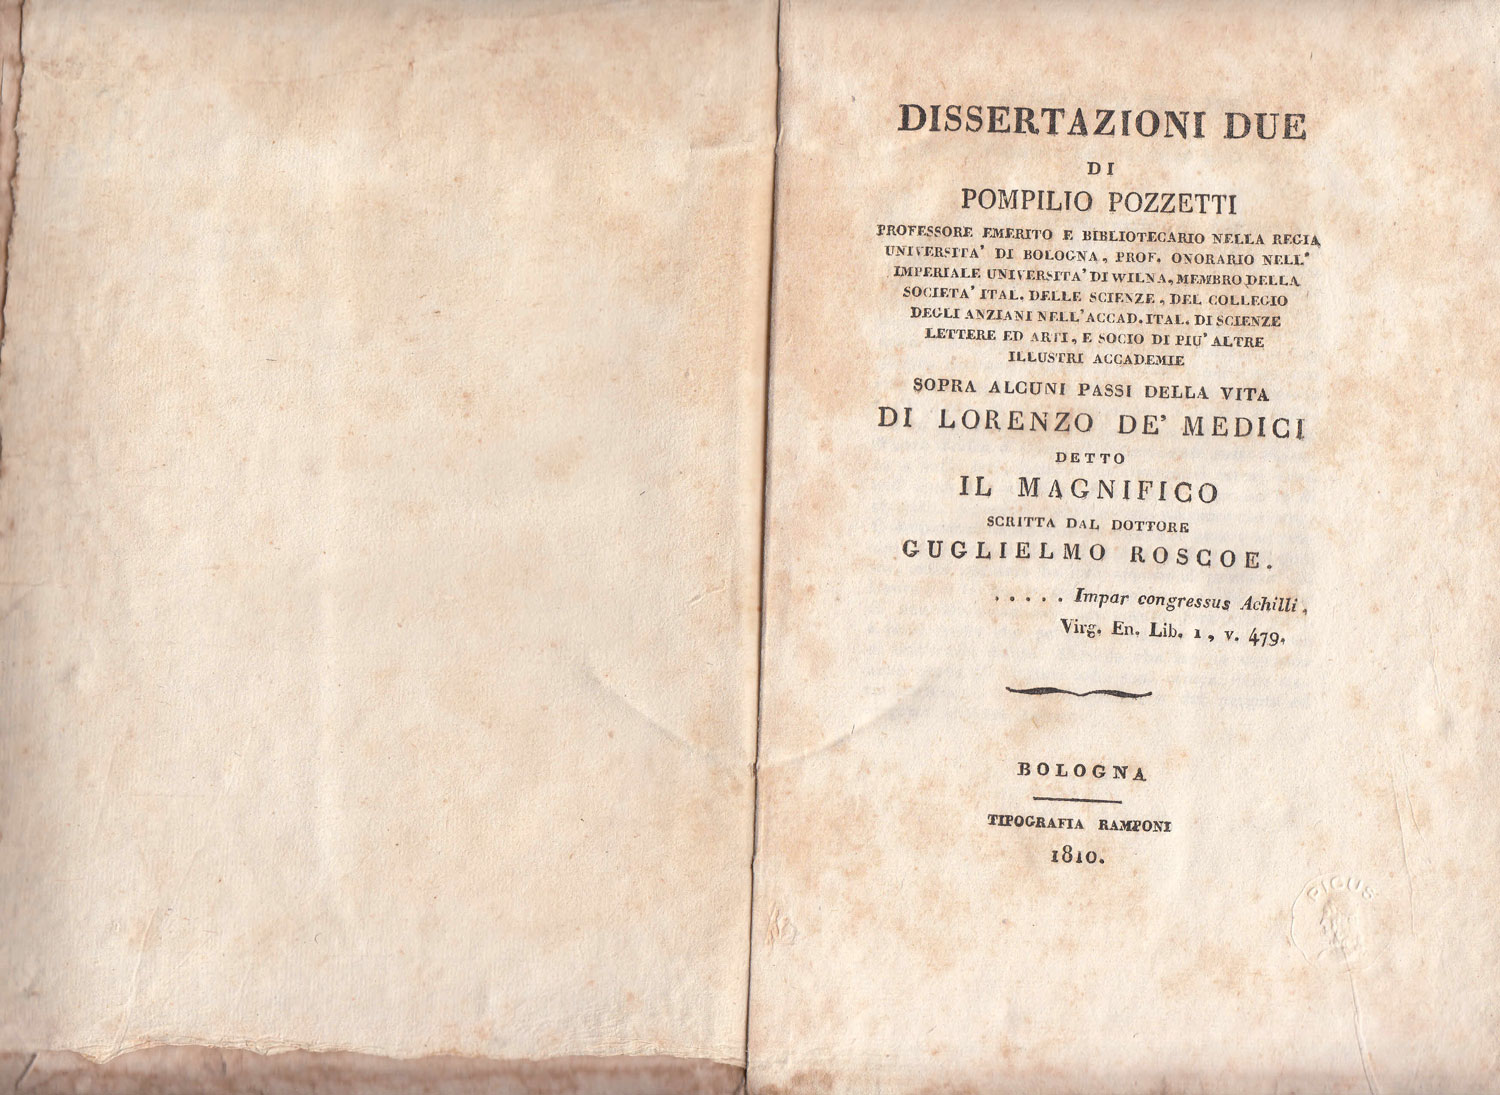 DISSERTAZIONI DUE
DI
POMPILIO POZZETTI
PROFESSORE EMERITO E BIBLIOTECARIO NELLA REGIA
UNIVERSITA' DI BOLOGNA, PROF. ONORARIO NELL'
IMPERIALE UNIVERSITA' DI WILNA, MEMBRO DELLA
SOCIETA' ITAL. DELLE SCIENZE, DEL COLLEGIO
DEGLI ANZIANI NELL'ACCAD. ITAL. DI SCIENZE
LETTERE ED ARTI, E SOCIO DI PIU' ALTRE
ILLUSTRI ACCADEMIE
SOPRA ALCUNI PASSI DELLA VITA
DI LORENZO DE' MEDICI
DETTO
IL MAGNIFICO
SCRITTA DAL DOTTORE
GUGLIELMO ROSCOE.
. . . . . Impar congressus Achilli,
Virg. En. Lib. 1, v. 479.
BOLOGNA
TIPOGRAFIA RAMPONI
1810.
PICUS